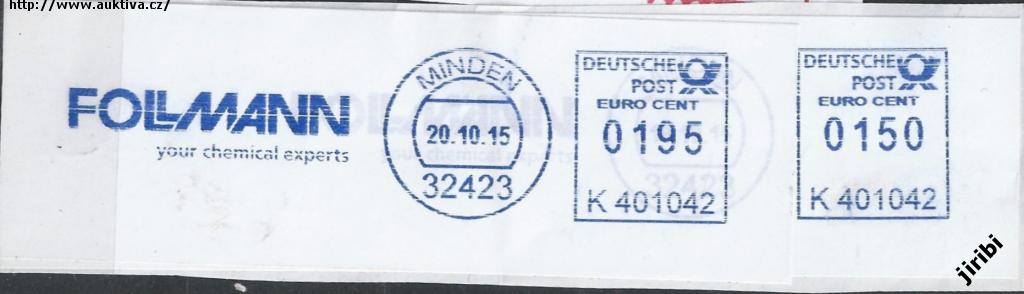 http://www.auktiva.cz/
FOLLMANN
your chemical experts
MINDEN
20.10.15
32423
DEUTSCHE
POST
EURO CENT
0195
K 401042
DEUTSCHE
POST
EURO CENT
0150
K 401042
jiribi